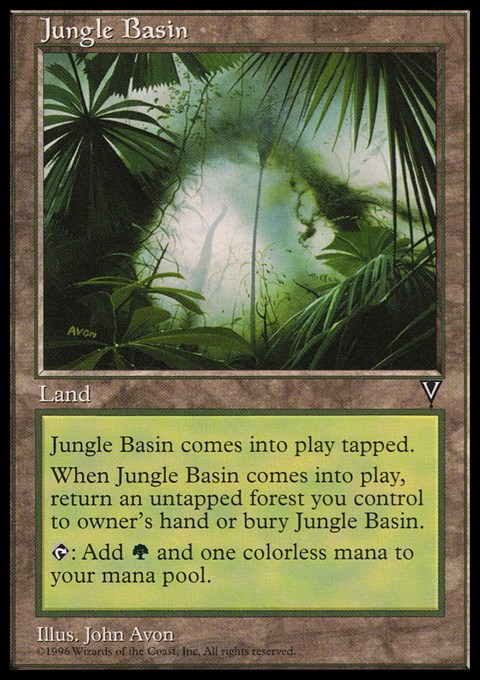 Jungle Basin
AVON
Land
V
Jungle Basin comes into play tapped.
When Jungle Basin comes into play,
return an untapped forest you control
to owner's hand or bury Jungle Basin.
: Add and one colorless mana to
your mana pool.
Illus. John Avon
©1996 Wizards of the Coast, Inc. All rights reserved.